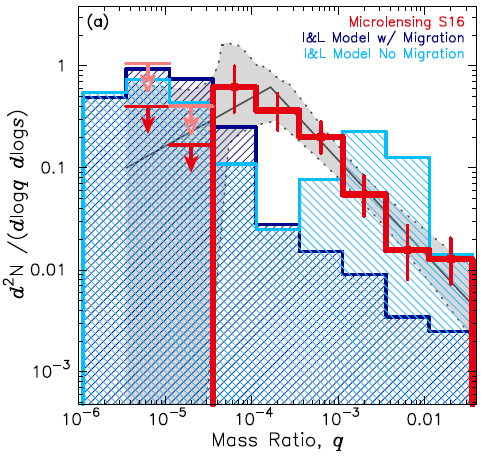 (a)
Microlensing S16
I&L Model w/ Migration
I&L Model No Migration
d²N /(dlogq dlogs)
1
0.1
0.01
10⁻³
10⁻⁶
10⁻⁵
10⁻⁴
10⁻³
0.01
Mass Ratio, q